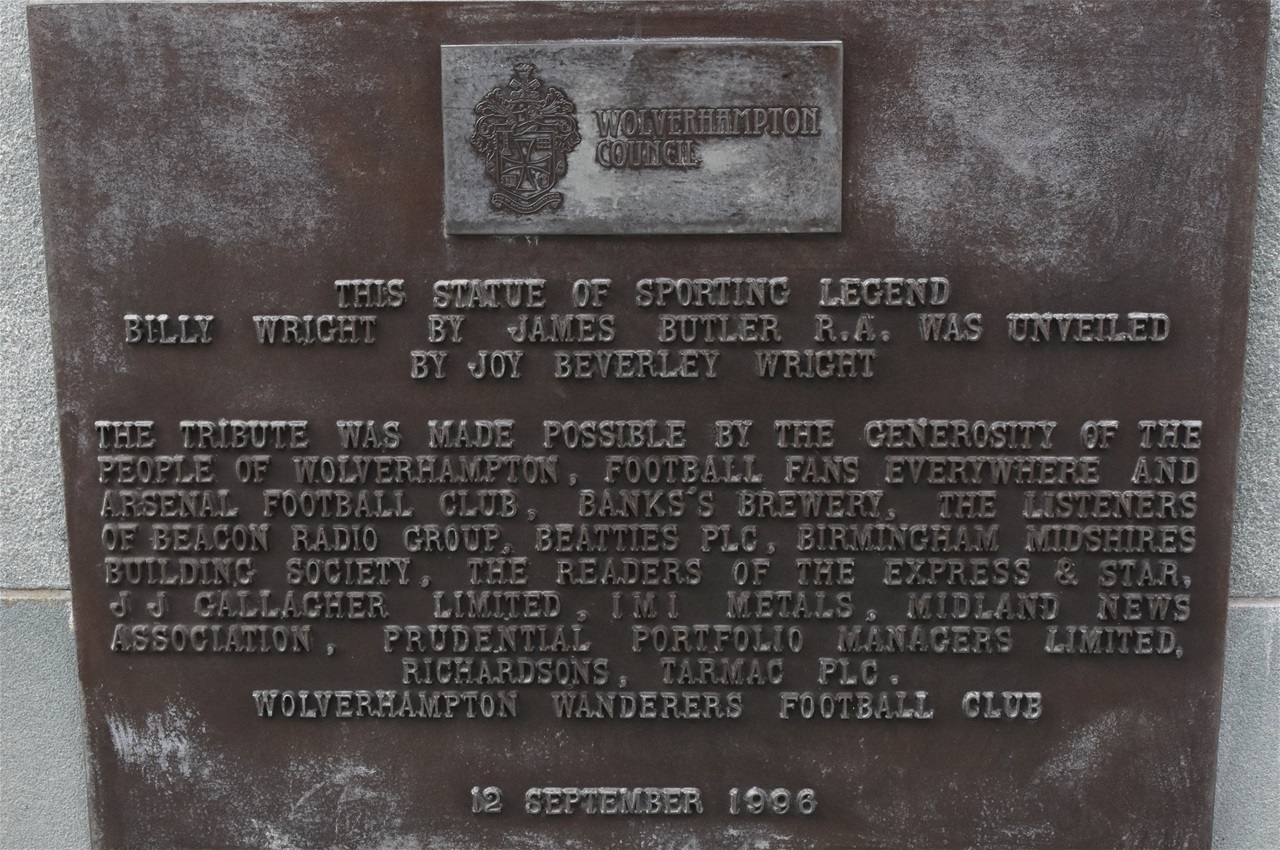 WOLVERHAMPTON
COUNCIL
THIS STATUE OF SPORTING LEGEND
BILLY WRIGHT BY JAMES BUTLER R.A. WAS UNVEILED
BY JOY BEVERLEY WRIGHT
THE TRIBUTE WAS MADE POSSIBLE BY THE GENEROSITY OF THE
PEOPLE OF WOLVERHAMPTON, FOOTBALL FANS EVERYWHERE AND
ARSENAL FOOTBALL CLUB, BANKS'S BREWERY, THE LISTENERS
OF BEACON RADIO GROUP, BEATTIES PLC, BIRMINGHAM MIDSHIRES
BUILDING SOCIETY, THE READERS OF THE EXPRESS & STAR,
J J GALLAGHER LIMITED, IMI METALS, MIDLAND NEWS
ASSOCIATION, PRUDENTIAL PORTFOLIO MANAGERS LIMITED,
RICHARDSONS, TARMAC PLC.
WOLVERHAMPTON WANDERERS FOOTBALL CLUB
12 SEPTEMBER 1996